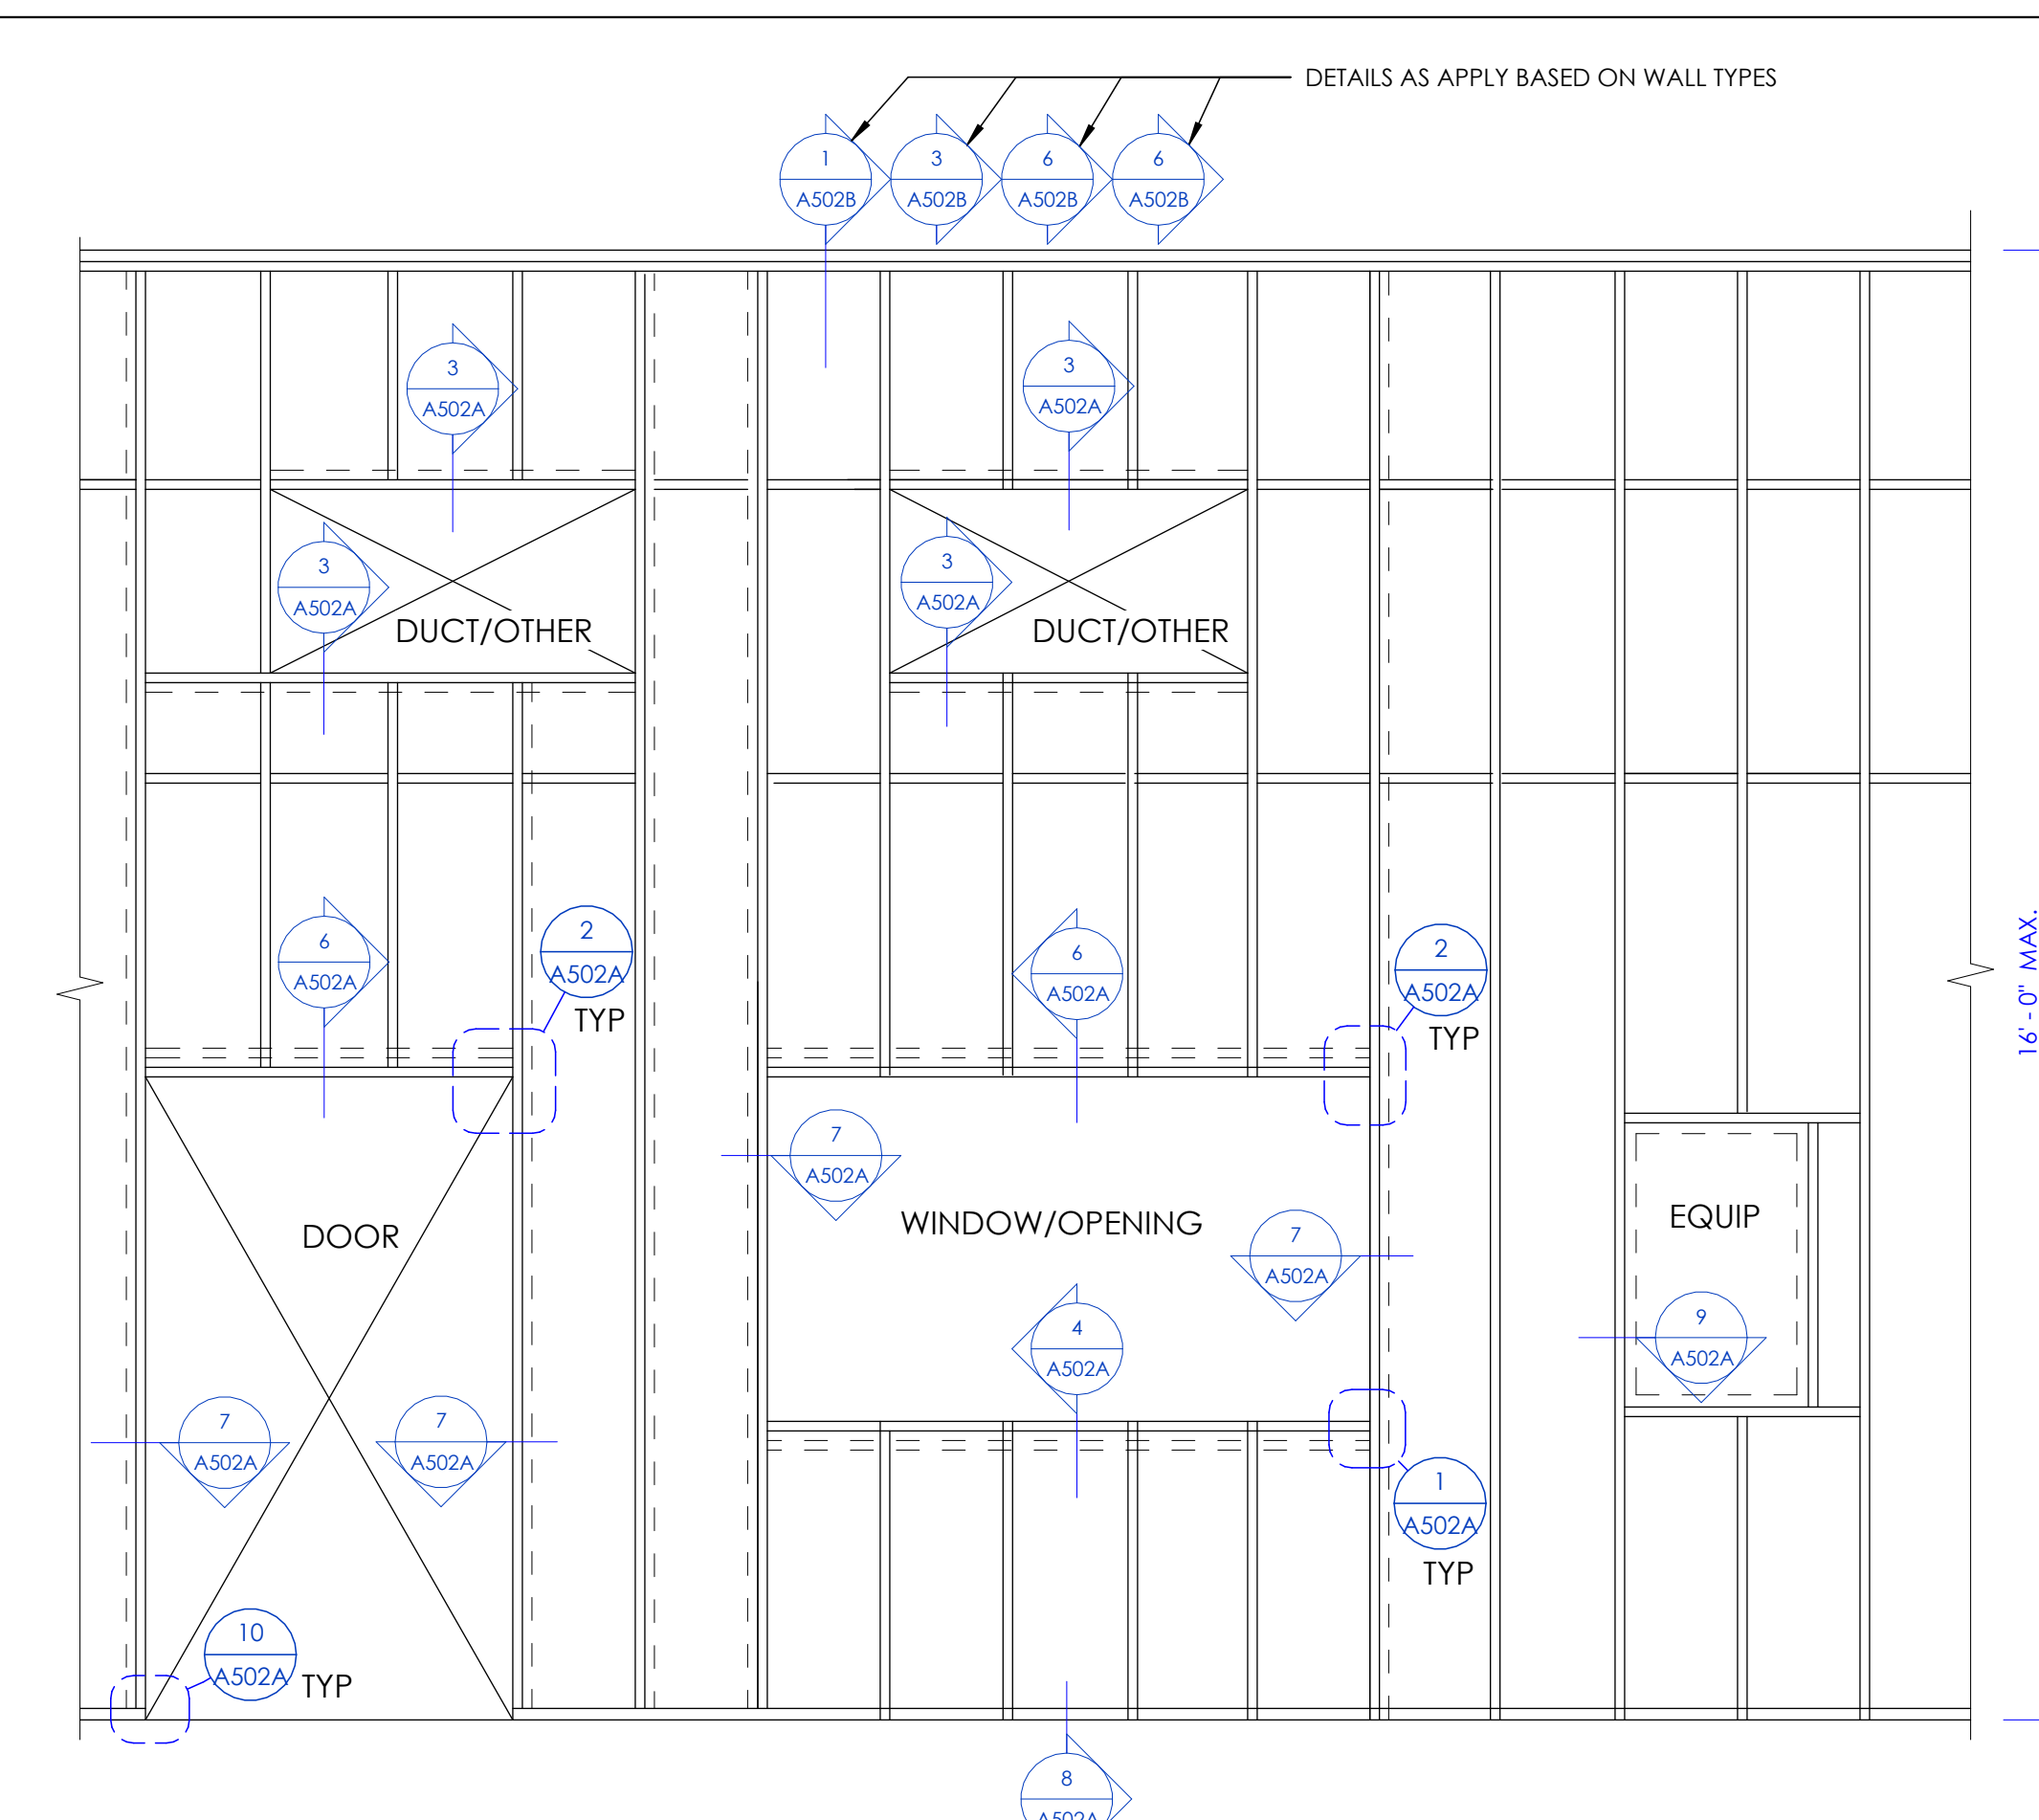 DETAILS AS APPLY BASED ON WALL TYPES
1
A502B
3
A502B
6
A502B
6
A502B
3
A502A
3
A502A
3
A502A
3
A502A
DUCT/OTHER
DUCT/OTHER
6
A502A
2
A502A
TYP
6
A502A
2
A502A
TYP
16' - 0" MAX.
7
A502A
DOOR
WINDOW/OPENING
7
A502A
EQUIP
4
A502A
9
A502A
7
A502A
7
A502A
1
A502A
TYP
10
A502A
TYP
8
A502A